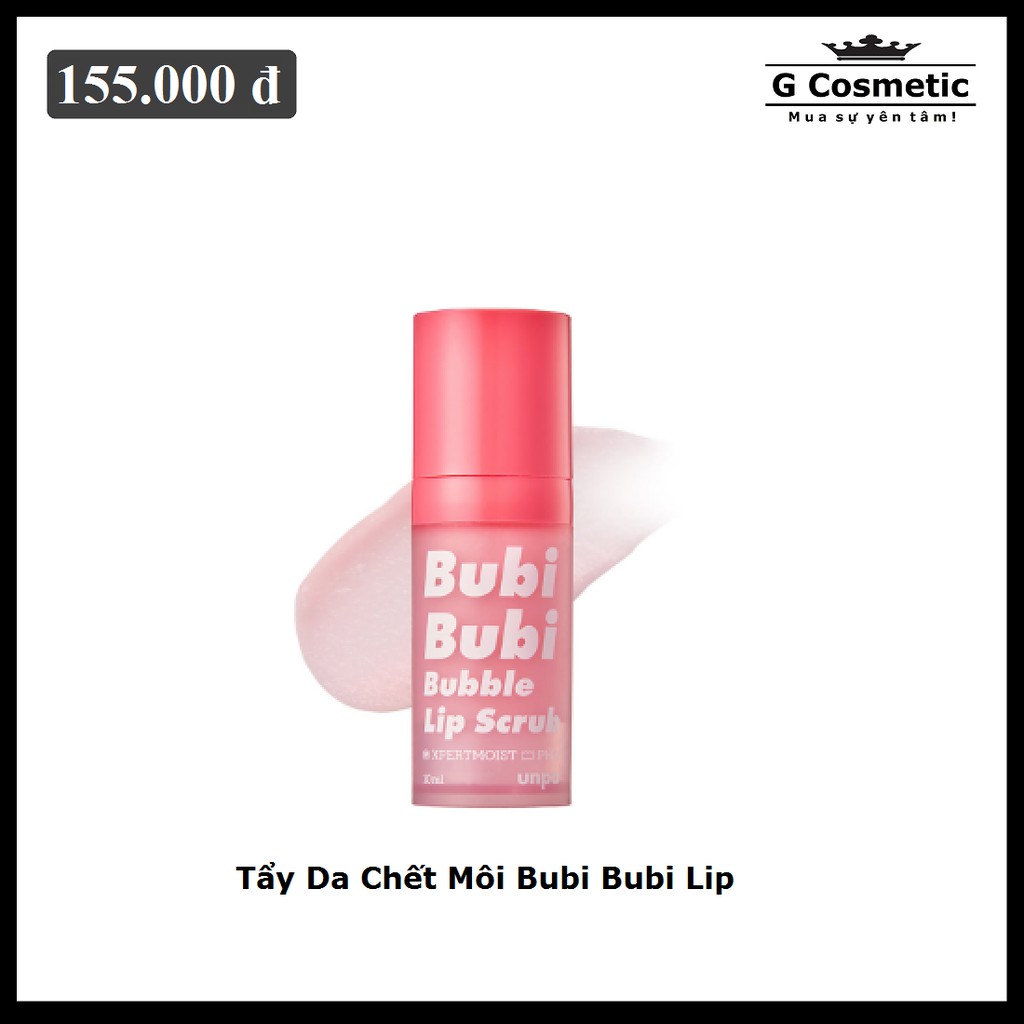 155.000 đ
G Cosmetic
Mua sự yên tâm!
Bubi
Bubi
Bubble
Lip Scrub
XPERTMOIST
10ml
Tẩy Da Chết Môi Bubi Bubi Lip